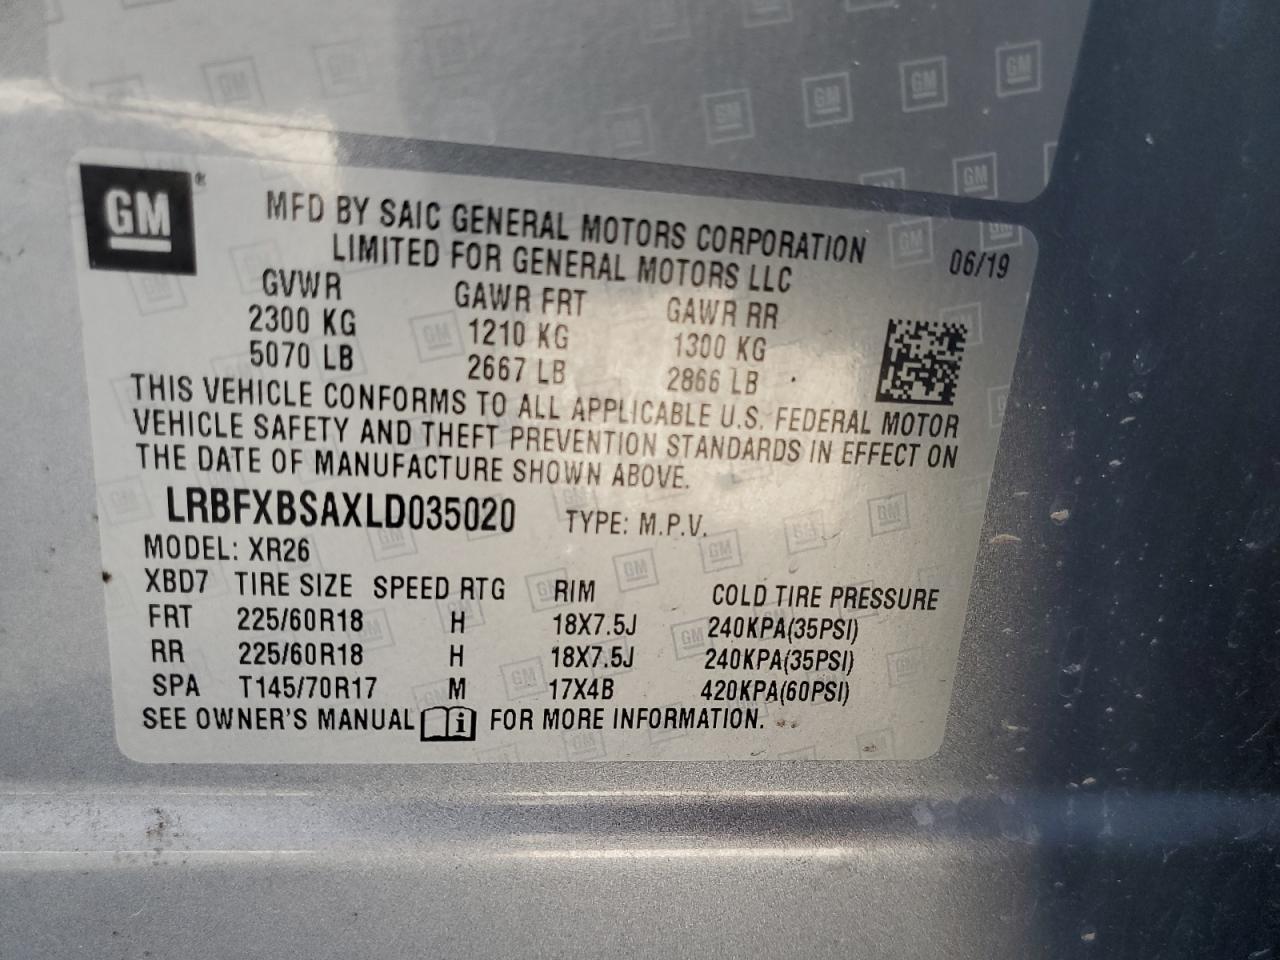 GM®
MFD BY SAIC GENERAL MOTORS CORPORATION
LIMITED FOR GENERAL MOTORS LLC
06/19
GVWR GAWR FRT GAWR RR
2300 KG 1210 KG 1300 KG
5070 LB 2667 LB 2866 LB
THIS VEHICLE CONFORMS TO ALL APPLICABLE U.S. FEDERAL MOTOR
VEHICLE SAFETY AND THEFT PREVENTION STANDARDS IN EFFECT ON
THE DATE OF MANUFACTURE SHOWN ABOVE.
LRBFXBSAXLD035020 TYPE: M.P.V.
MODEL: XR26
XBD7 TIRE SIZE SPEED RTG RIM COLD TIRE PRESSURE
FRT 225/60R18 H 18X7.5J 240KPA(35PSI)
RR 225/60R18 H 18X7.5J 240KPA(35PSI)
SPA T145/70R17 M 17X4B 420KPA(60PSI)
SEE OWNER'S MANUAL i FOR MORE INFORMATION.